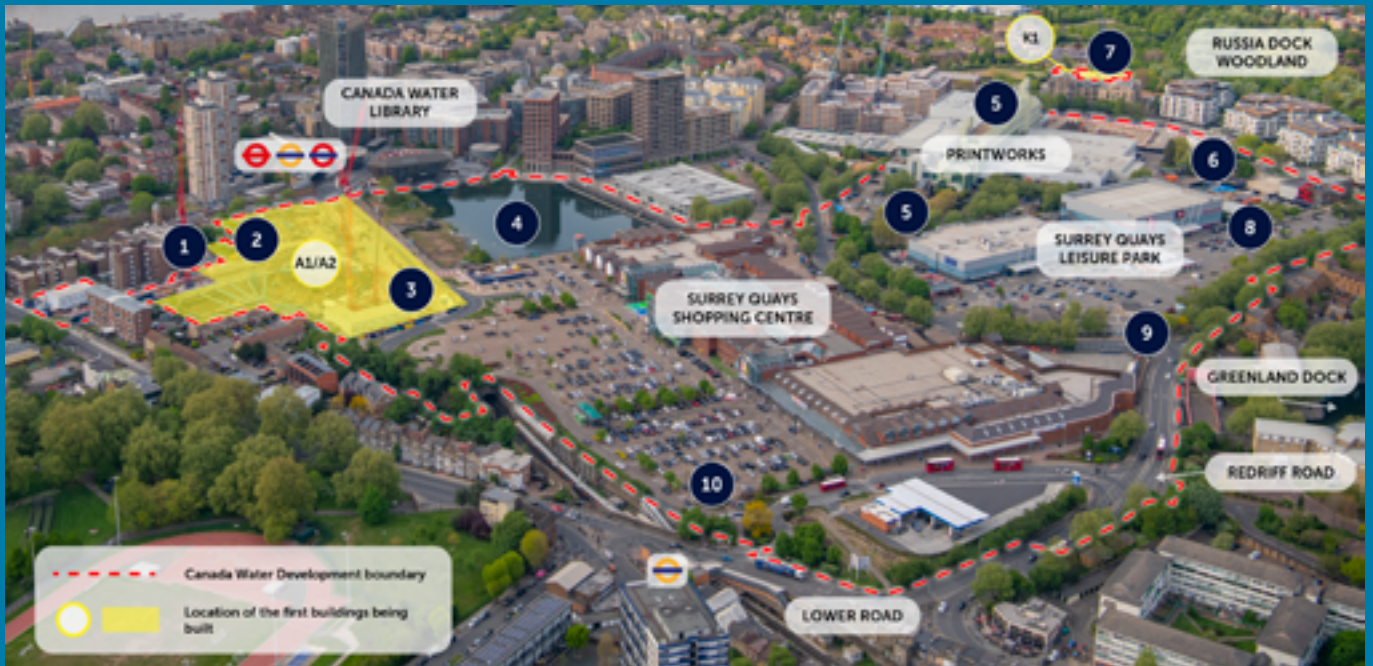 K1
7
RUSSIA DOCK
WOODLAND
CANADA WATER
LIBRARY
5
PRINTWORKS
6
1
2
A1/A2
3
4
5
SURREY QUAYS
LEISURE PARK
8
SURREY QUAYS
SHOPPING CENTRE
9
GREENLAND DOCK
REDRIFF ROAD
10
LOWER ROAD
Canada Water Development boundary
Location of the first buildings being
built